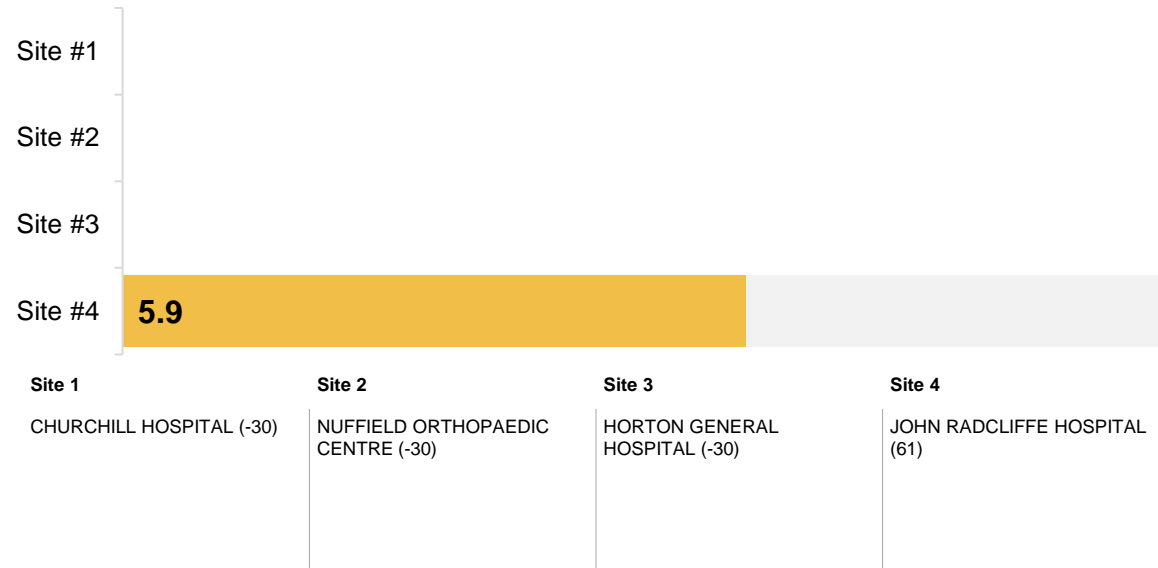 Site #1
Site #2
Site #3
Site #4
5.9
Site 1
CHURCHILL HOSPITAL (-30)
Site 2
NUFFIELD ORTHOPAEDIC
CENTRE (-30)
Site 3
HORTON GENERAL
HOSPITAL (-30)
Site 4
JOHN RADCLIFFE HOSPITAL
(61)